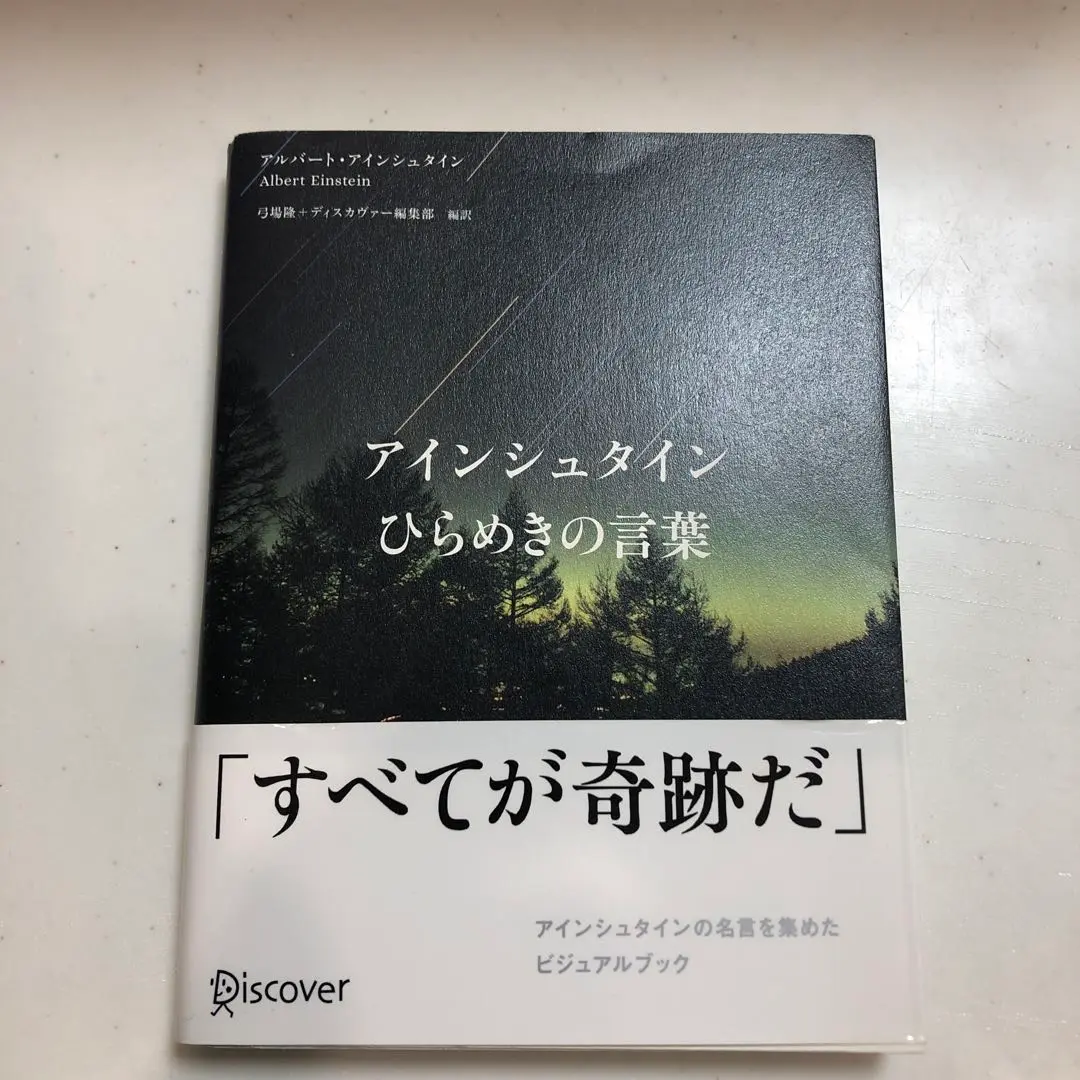 アルバート・アインシュタイン
Albert Einstein
弓場隆+ディスカヴァー編集部 編訳
アインシュタイン
ひらめきの言葉
「すべてが奇跡だ」
アインシュタインの名言を集めた
ビジュアルブック
Discover